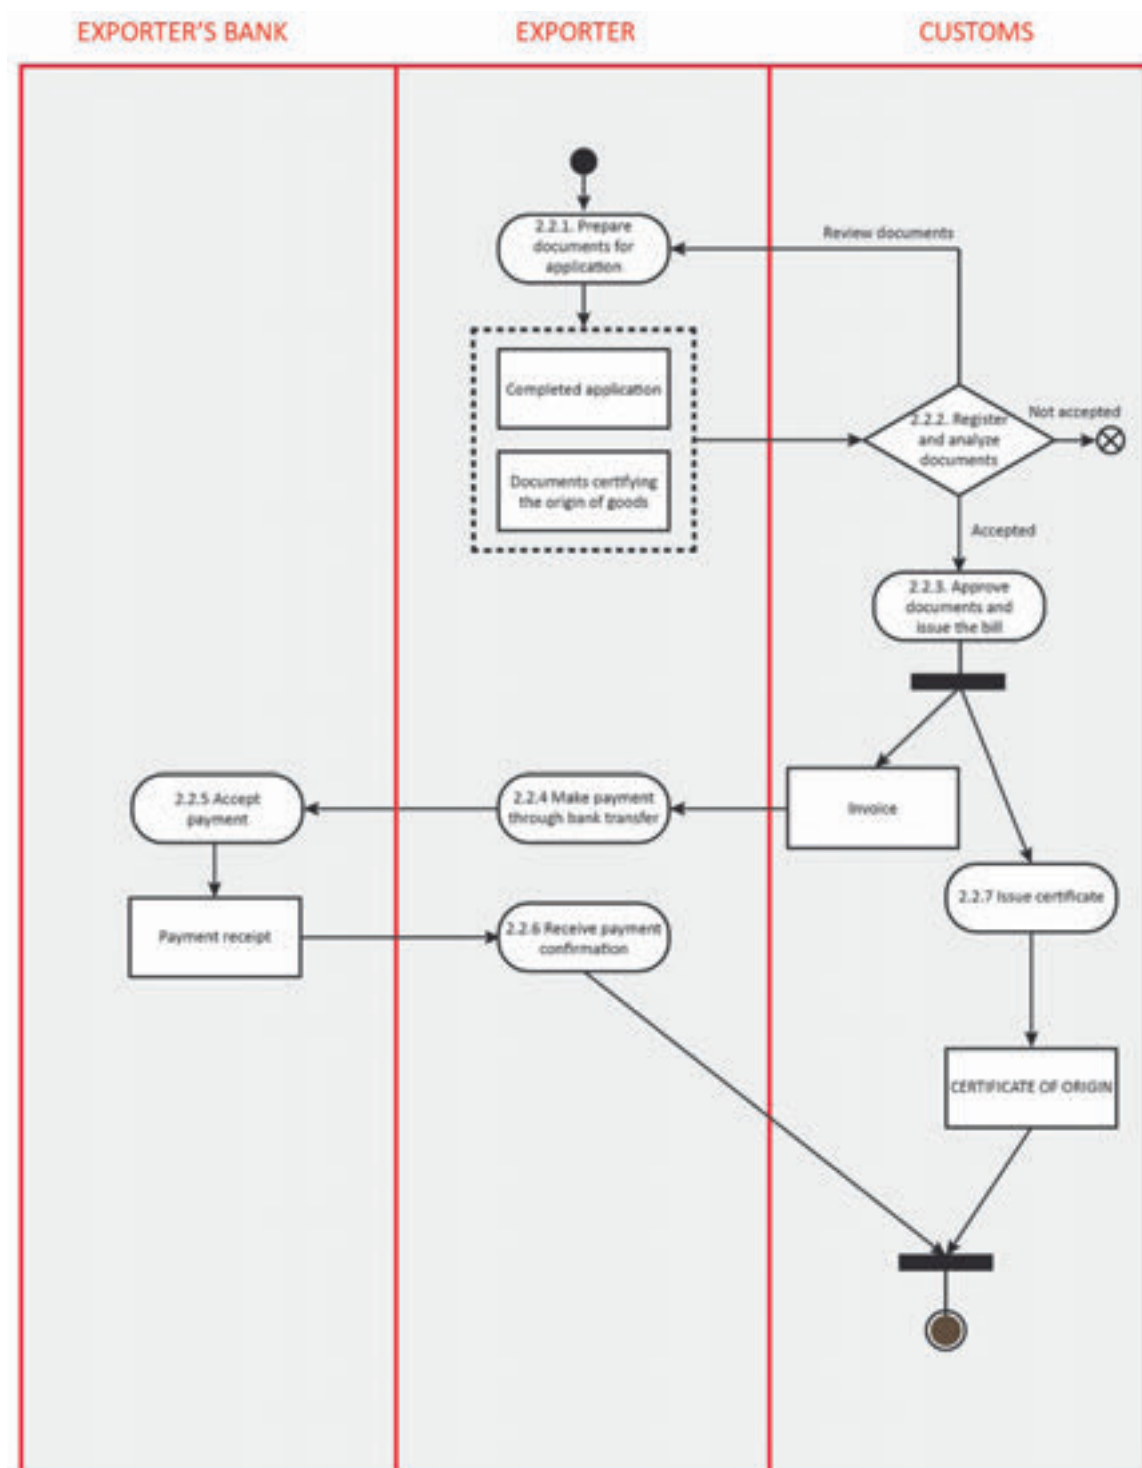 EXPORTER'S BANK
EXPORTER
CUSTOMS
2.2.1. Prepare
documents for
application
Review documents
Completed application
Documents certifying
the origin of goods
2.2.2. Register
and analyze
documents
Not accepted
Accepted
2.2.3. Approve
documents and
issue the bill
2.2.5 Accept
payment
2.2.4 Make payment
through bank transfer
Invoice
2.2.7 Issue certificate
Payment receipt
2.2.6 Receive payment
confirmation
CERTIFICATE OF ORIGIN